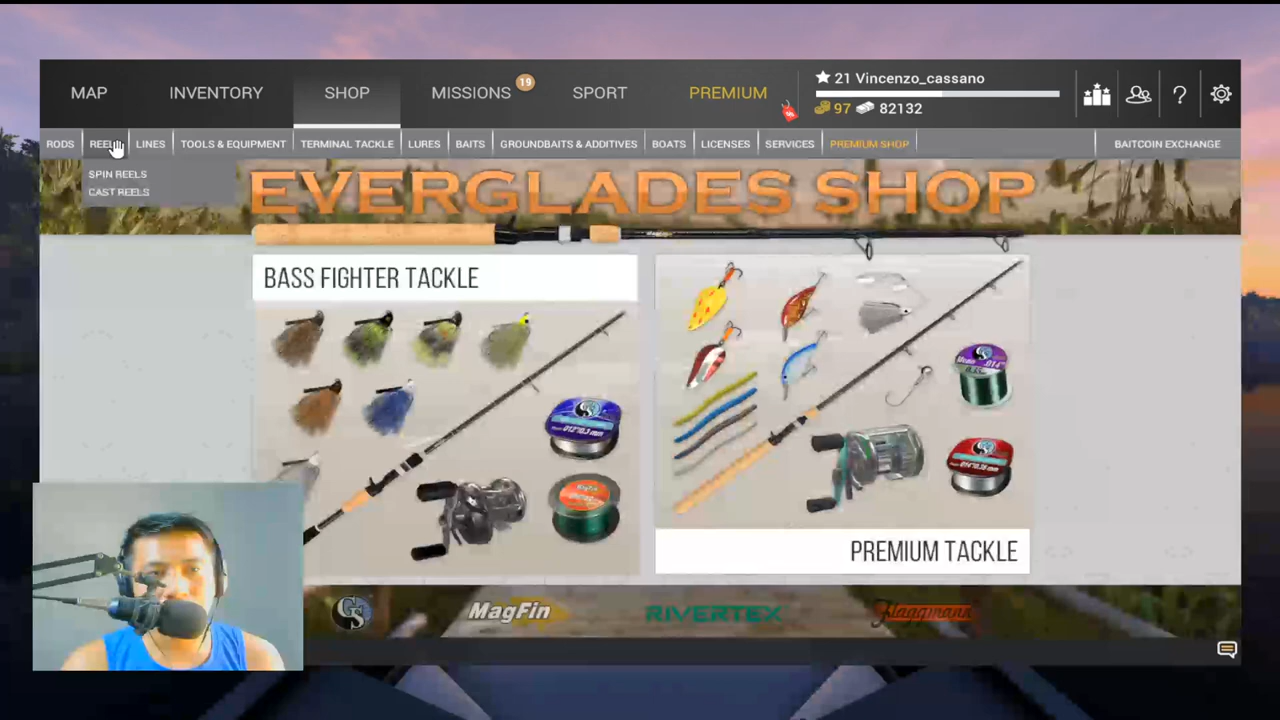 MAP
INVENTORY
SHOP
MISSIONS 19
SPORT
PREMIUM
21 Vincenzo_cassano
97 82132
?
RODS
REELS
LINES
TOOLS & EQUIPMENT
TERMINAL TACKLE
LURES
BAITS
GROUNDBAITS & ADDITIVES
BOATS
LICENSES
SERVICES
PREMIUM SHOP
BAITCOIN EXCHANGE
SPIN REELS
CAST REELS
EVERGLADES SHOP
BASS FIGHTER TACKLE
PREMIUM TACKLE
GS
MagFin
RIVERTEX
Flaggmann